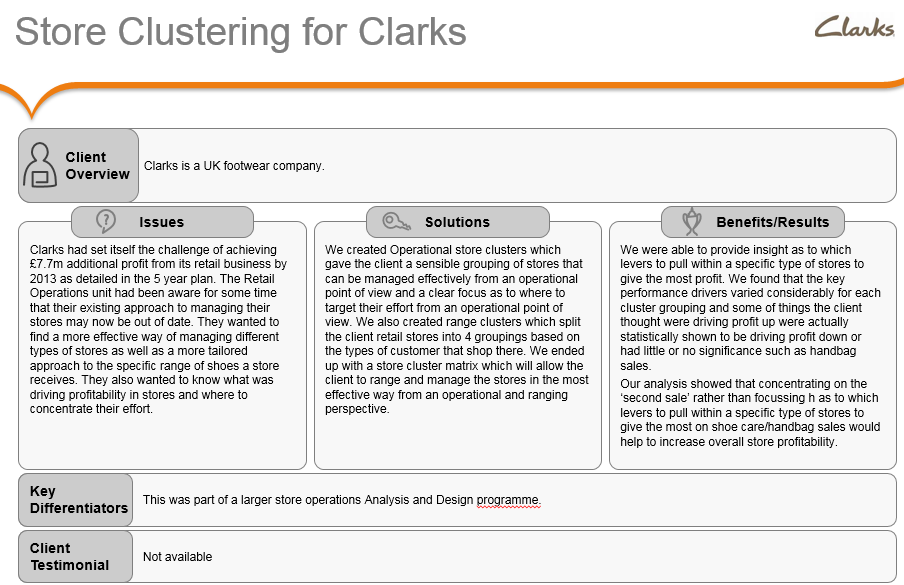 Store Clustering for Clarks
Clarks
Client
Overview
Clarks is a UK footwear company.
Issues
Clarks had set itself the challenge of achieving
£7.7m additional profit from its retail business by
2013 as detailed in the 5 year plan. The Retail
Operations unit had been aware for some time
that their existing approach to managing their
stores may now be out of date. They wanted to
find a more effective way of managing different
types of stores as well as a more tailored
approach to the specific range of shoes a store
receives. They also wanted to know what was
driving profitability in stores and where to
concentrate their effort.
Solutions
We created Operational store clusters which
gave the client a sensible grouping of stores that
can be managed effectively from an operational
point of view and a clear focus as to where to
target their effort from an operational point of
view. We also created range clusters which split
the client retail stores into 4 groupings based on
the types of customer that shop there. We ended
up with a store cluster matrix which will allow the
client to range and manage the stores in the most
effective way from an operational and ranging
perspective.
Benefits/Results
We were able to provide insight as to which
levers to pull within a specific type of stores to
give the most profit. We found that the key
performance drivers varied considerably for each
cluster grouping and some of things the client
thought were driving profit up were actually
statistically shown to be driving profit down or
had little or no significance such as handbag
sales.
Our analysis showed that concentrating on the
‘second sale’ rather than focussing h as to which
levers to pull within a specific type of stores to
give the most on shoe care/handbag sales would
help to increase overall store profitability.
Key
Differentiators
This was part of a larger store operations Analysis and Design programme.
Client
Testimonial
Not available